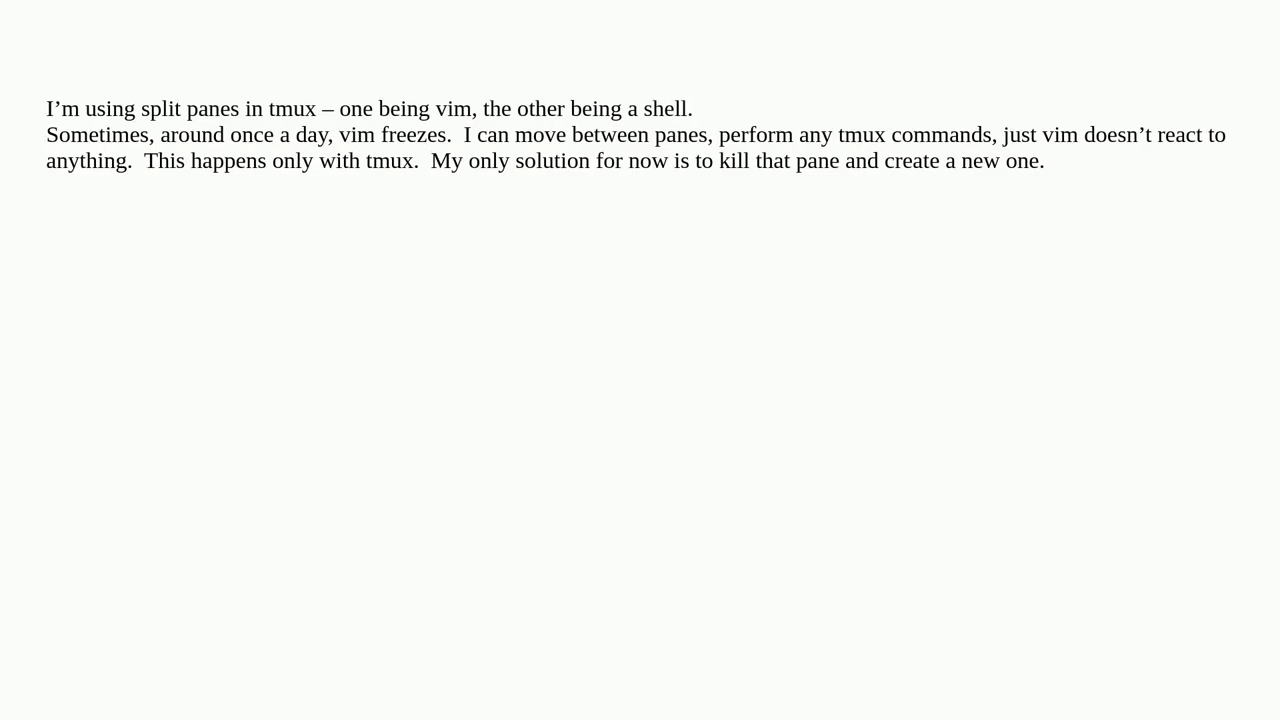 I’m using split panes in tmux – one being vim, the other being a shell.
Sometimes, around once a day, vim freezes.  I can move between panes, perform any tmux commands, just vim doesn’t react to
anything.  This happens only with tmux.  My only solution for now is to kill that pane and create a new one.